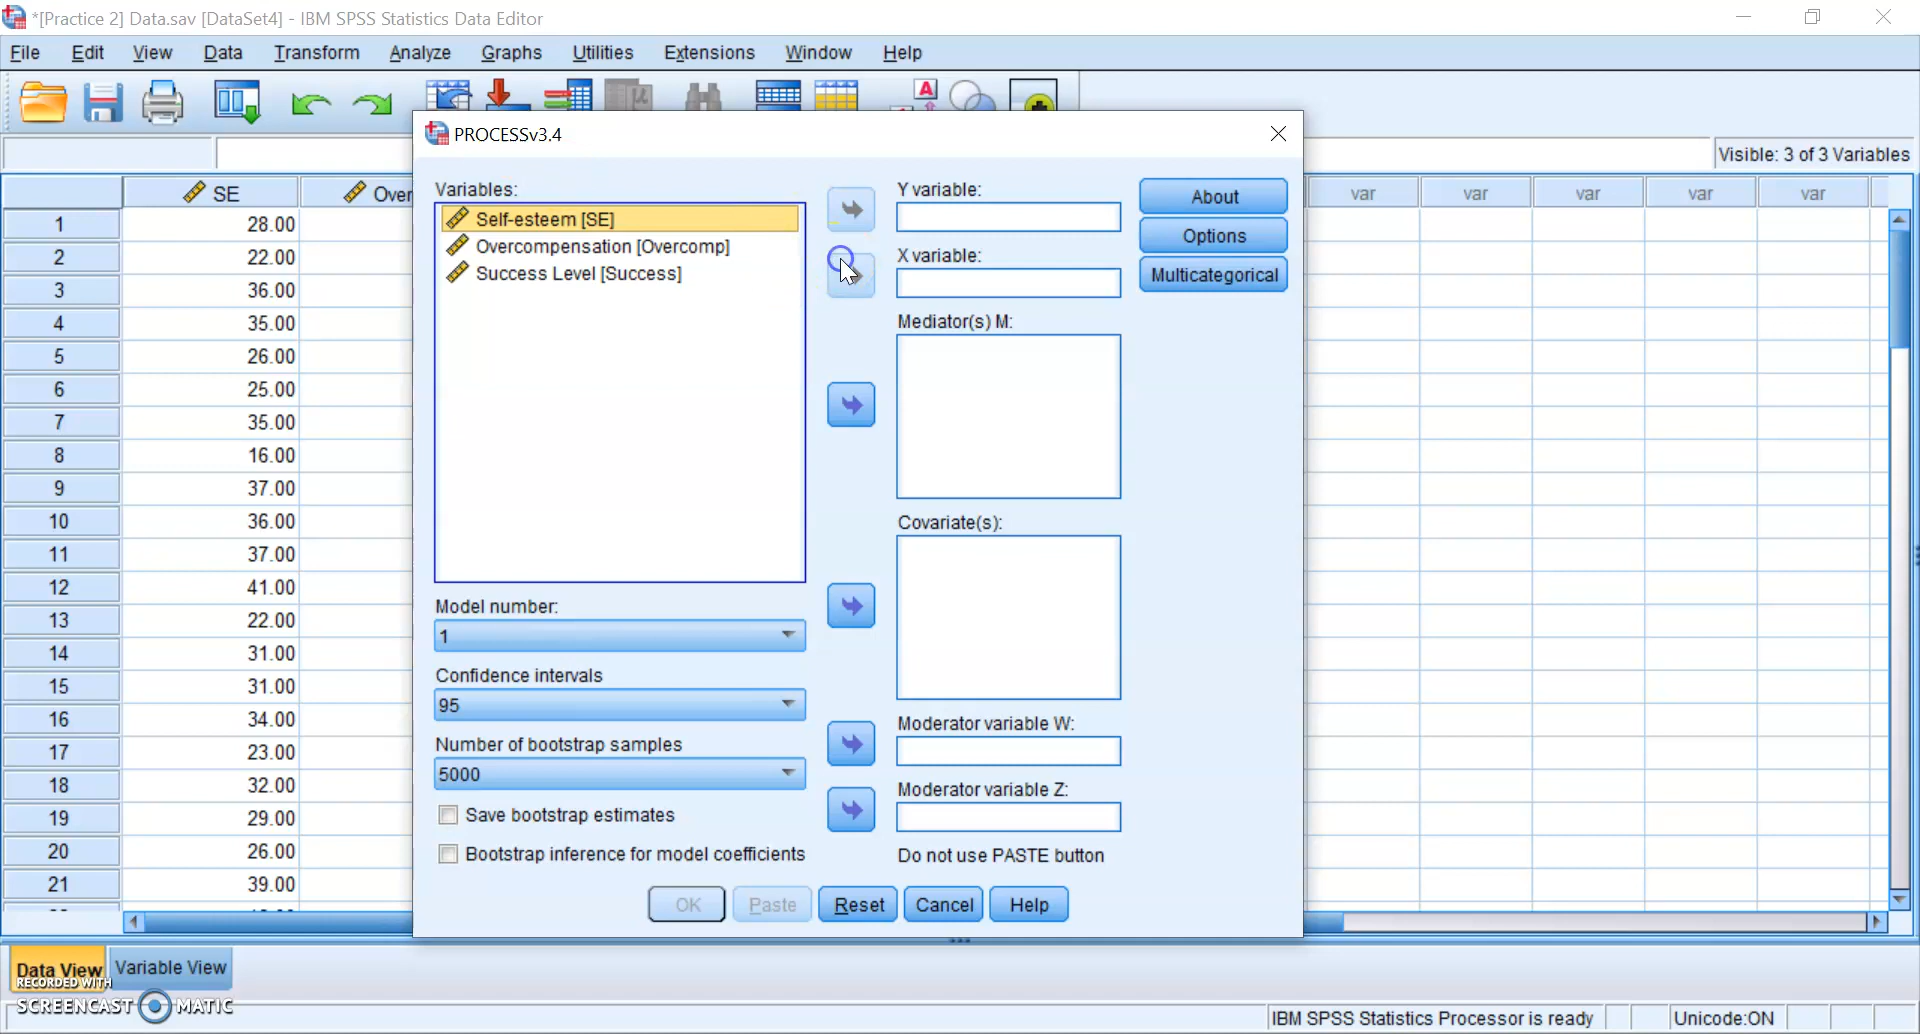 *[Practice 2] Data.sav [DataSet4] - IBM SPSS Statistics Data Editor
File Edit View Data Transform Analyze Graphs Utilities Extensions Window Help
PROCESSv3.4
Visible: 3 of 3 Variables
SE Over var var var var var
1 28.00
2 22.00
3 36.00
4 35.00
5 26.00
6 25.00
7 35.00
8 16.00
9 37.00
10 36.00
11 37.00
12 41.00
13 22.00
14 31.00
15 31.00
16 34.00
17 23.00
18 32.00
19 29.00
20 26.00
21 39.00
Variables:
Self-esteem [SE]
Overcompensation [Overcomp]
Success Level [Success]
Model number:
1
Confidence intervals
95
Number of bootstrap samples
5000
Save bootstrap estimates
Bootstrap inference for model coefficients
Y variable:
X variable:
Mediator(s) M:
Covariate(s):
Moderator variable W:
Moderator variable Z:
Do not use PASTE button
About
Options
Multicategorical
OK Paste Reset Cancel Help
Data View Variable View
RECORDED WITH
SCREENCAST MATIC
IBM SPSS Statistics Processor is ready Unicode:ON